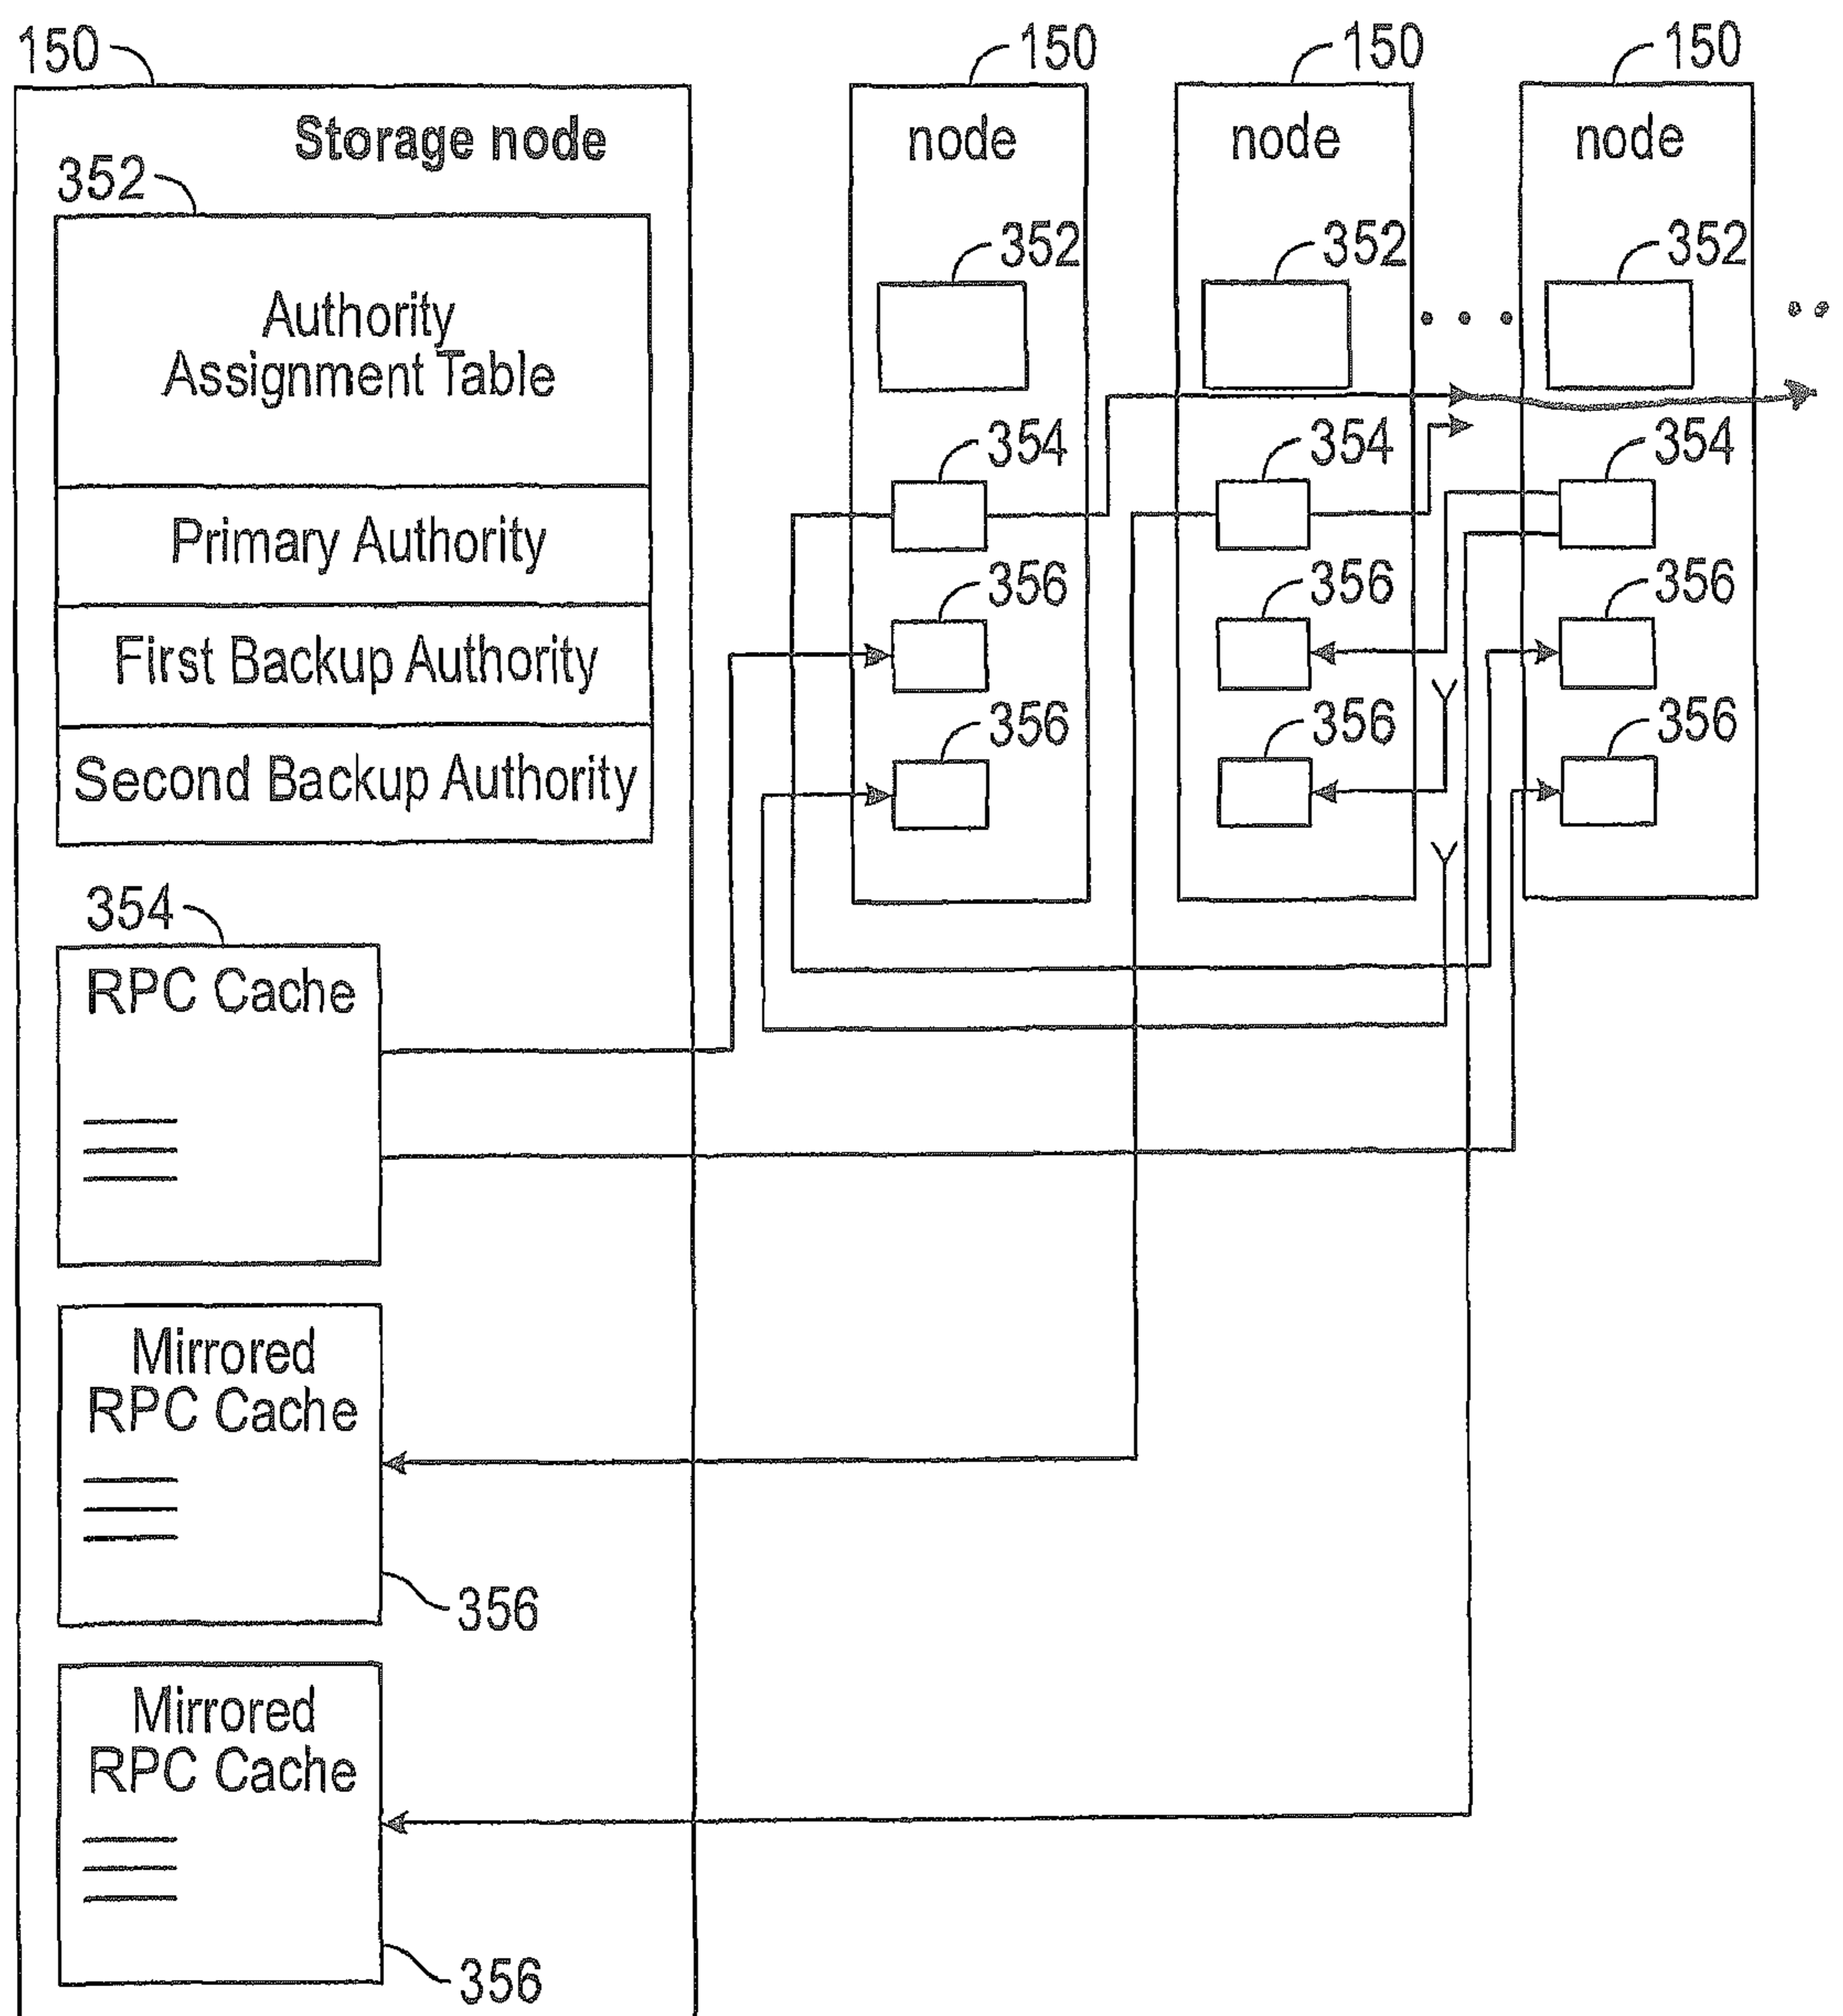 150
150
150
150
Storage node
node
node
node
352
352
352
352
Authority
Assignment Table
Primary Authority
First Backup Authority
Second Backup Authority
354
354
354
356
356
356
356
356
356
354
RPC Cache
Mirrored
RPC Cache
356
Mirrored
RPC Cache
356